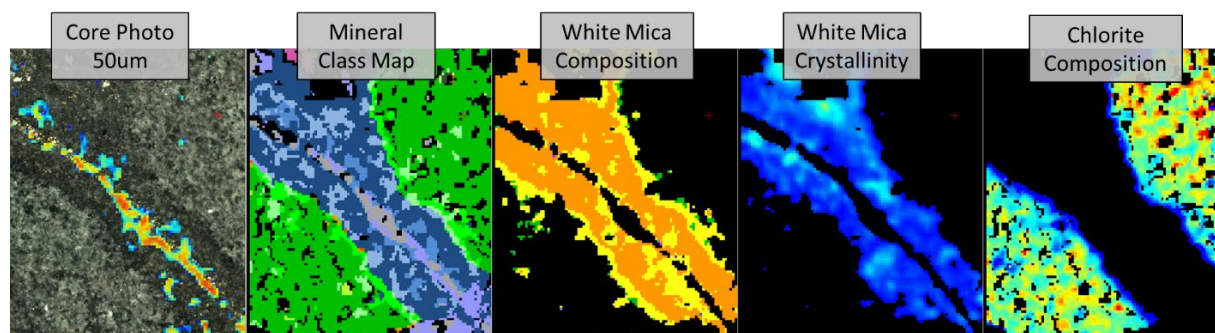 Core Photo
50um
Mineral
Class Map
White Mica
Composition
White Mica
Crystallinity
Chlorite
Composition